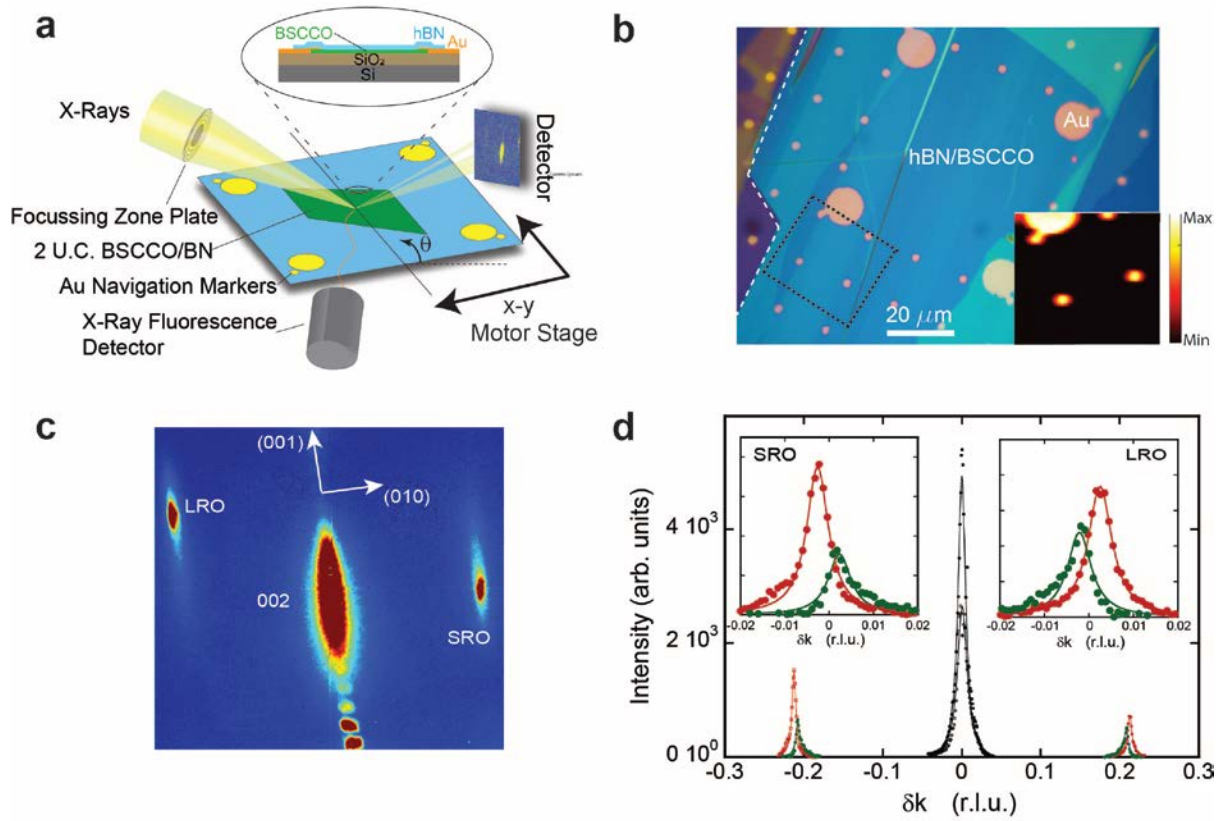 a
BSCCO
hBN
Au
SiO₂
Si
X-Rays
Detector
Focussing Zone Plate
2 U.C. BSCCO/BN
Au Navigation Markers
X-Ray Fluorescence
Detector
θ
x-y
Motor Stage
b
Au
hBN/BSCCO
20 μm
Max
Min
c
(001)
(010)
LRO
002
SRO
d
Intensity (arb. units)
4 10³
2 10³
0 10⁰
-0.3 -0.2 -0.1 0 0.1 0.2 0.3
δk (r.l.u.)
SRO
-0.02 -0.01 0 0.01 0.02
δk (r.l.u.)
LRO
-0.02 -0.01 0 0.01 0.02
δk (r.l.u.)